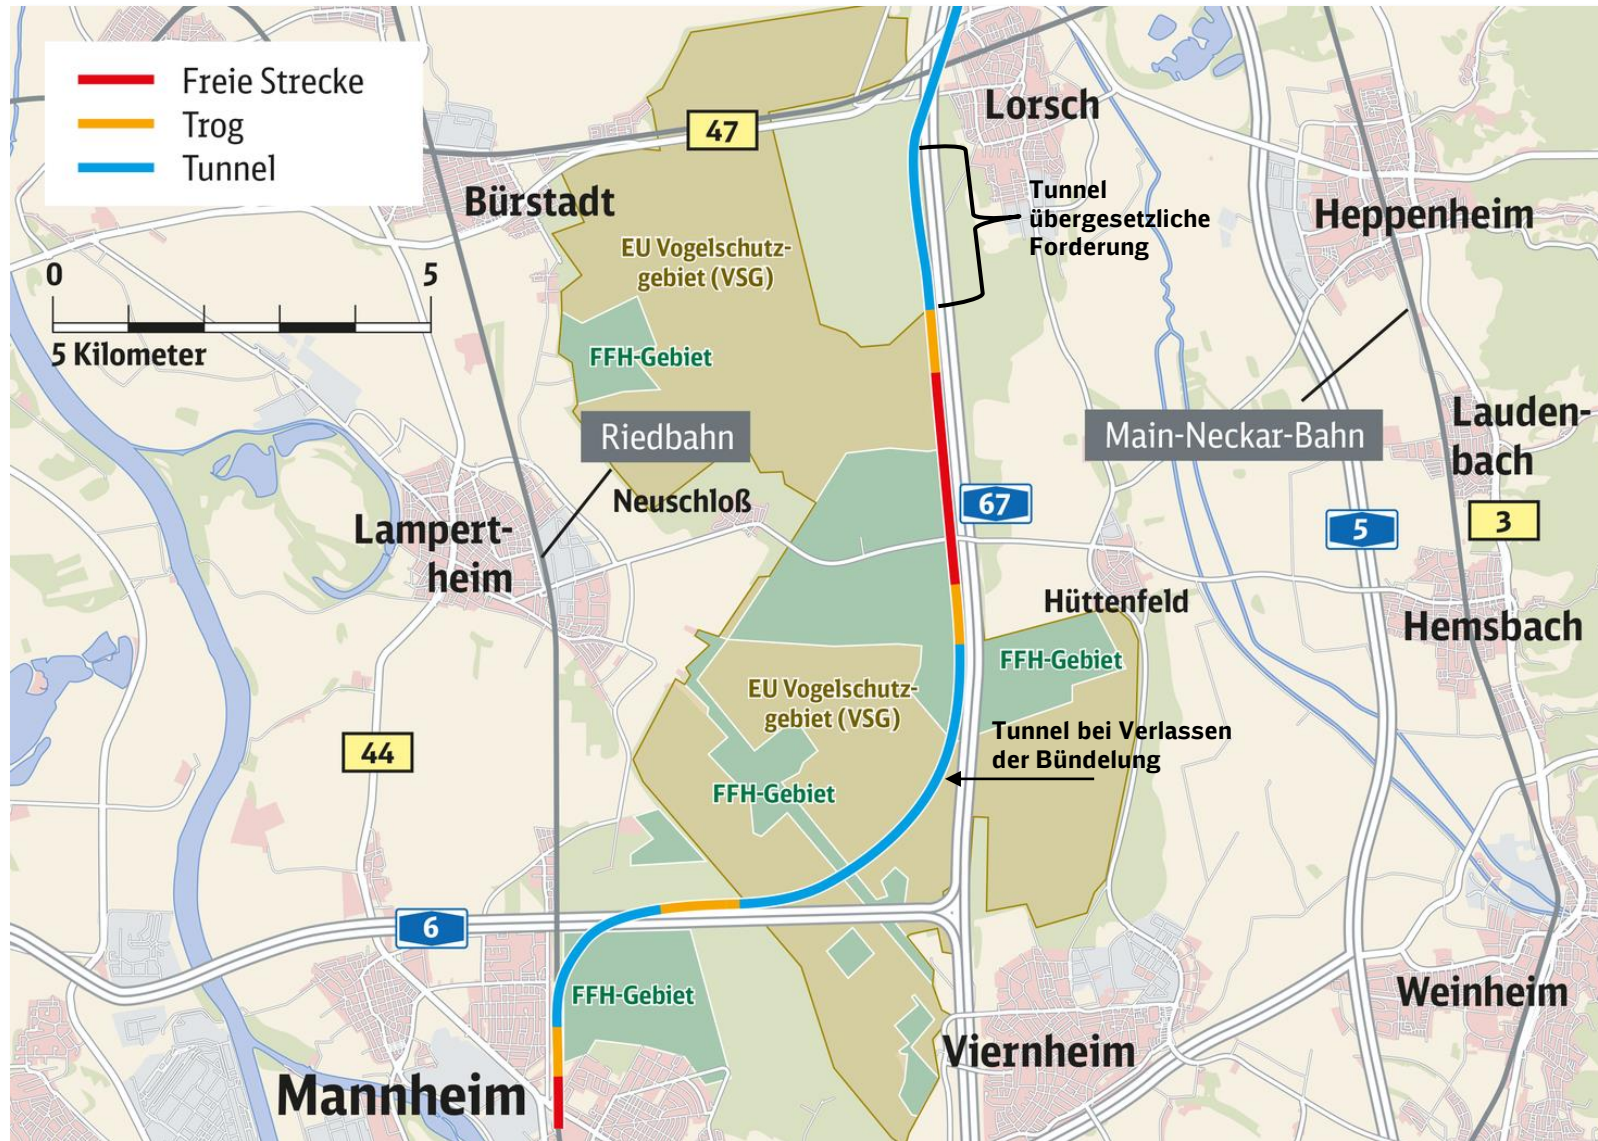 Freie Strecke
Trog
Tunnel
47
Lorsch
Bürstadt
Tunnel
übergesetzliche
Forderung
Heppenheim
EU Vogelschutz-
gebiet (VSG)
0
5
5 Kilometer
FFH-Gebiet
Riedbahn
Main-Neckar-Bahn
Lauden-
bach
Neuschloß
67
5
3
Lampert-
heim
Hüttenfeld
Hemsbach
FFH-Gebiet
EU Vogelschutz-
gebiet (VSG)
Tunnel bei Verlassen
der Bündelung
44
FFH-Gebiet
6
FFH-Gebiet
Weinheim
Viernheim
Mannheim